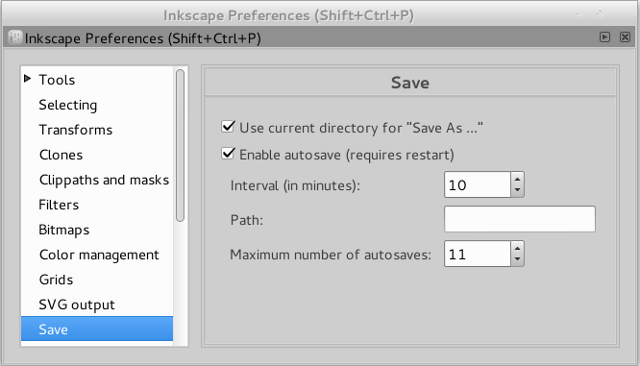 Inkscape Preferences (Shift+Ctrl+P)
Inkscape Preferences (Shift+Ctrl+P)
Tools
Selecting
Transforms
Clones
Clippaths and masks
Filters
Bitmaps
Color management
Grids
SVG output
Save
Save
Use current directory for "Save As ..."
Enable autosave (requires restart)
Interval (in minutes): 10
Path:
Maximum number of autosaves: 11